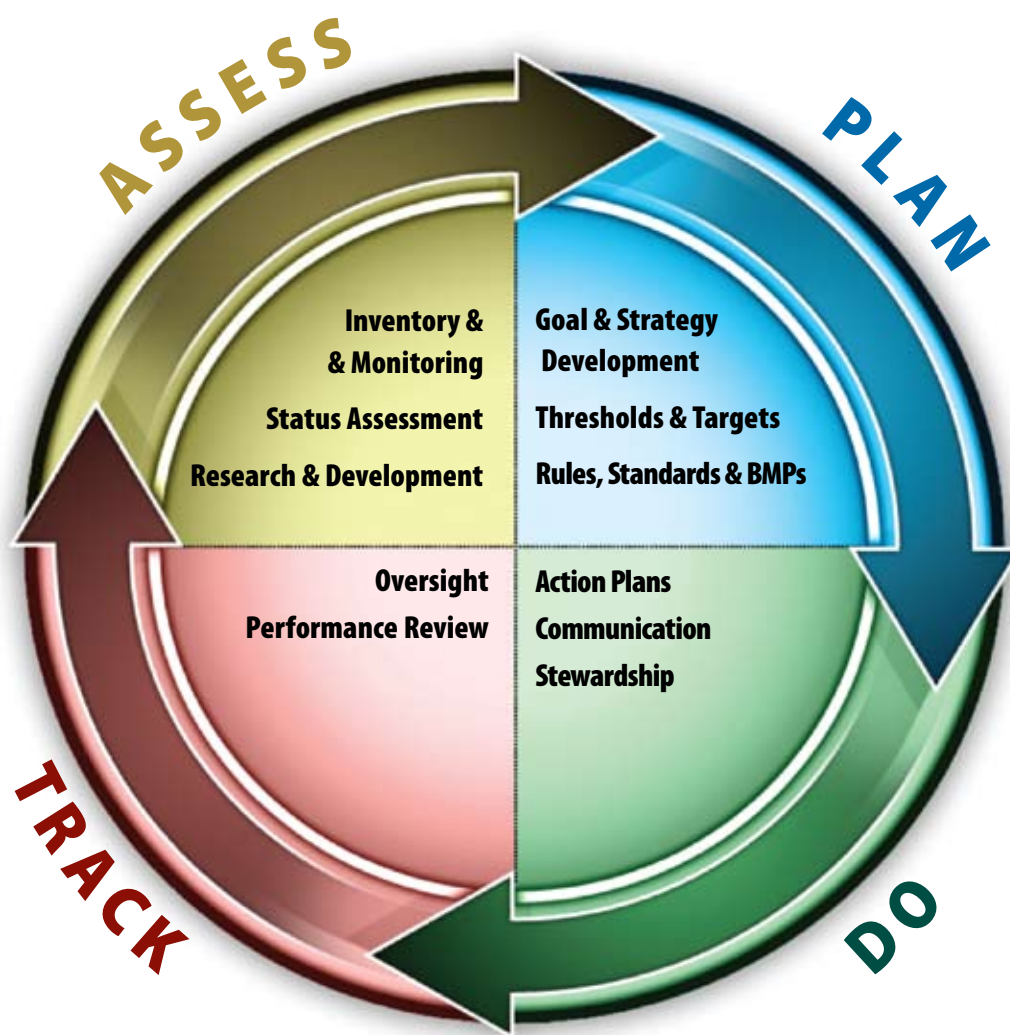 ASSESS
PLAN
Inventory &
& Monitoring
Status Assessment
Research & Development
Goal & Strategy
Development
Thresholds & Targets
Rules, Standards & BMPs
Oversight
Performance Review
Action Plans
Communication
Stewardship
TRACK
DO